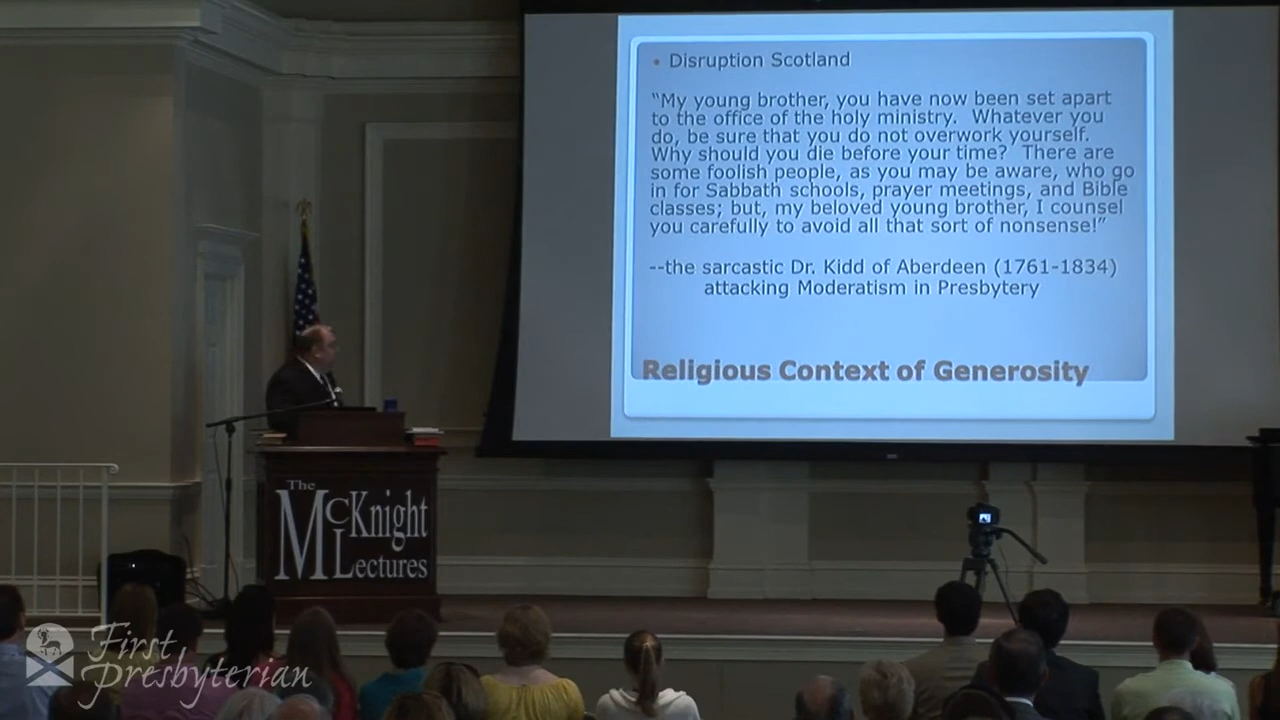 • Disruption Scotland
“My young brother, you have now been set apart
to the office of the holy ministry. Whatever you
do, be sure that you do not overwork yourself.
Why should you die before your time? There are
some foolish people, as you may be aware, who go
in for Sabbath schools, prayer meetings, and Bible
classes; but, my beloved young brother, I counsel
you carefully to avoid all that sort of nonsense!”
--the sarcastic Dr. Kidd of Aberdeen (1761-1834)
attacking Moderatism in Presbytery
Religious Context of Generosity
The
McKnight
Lectures
First
Presbyterian